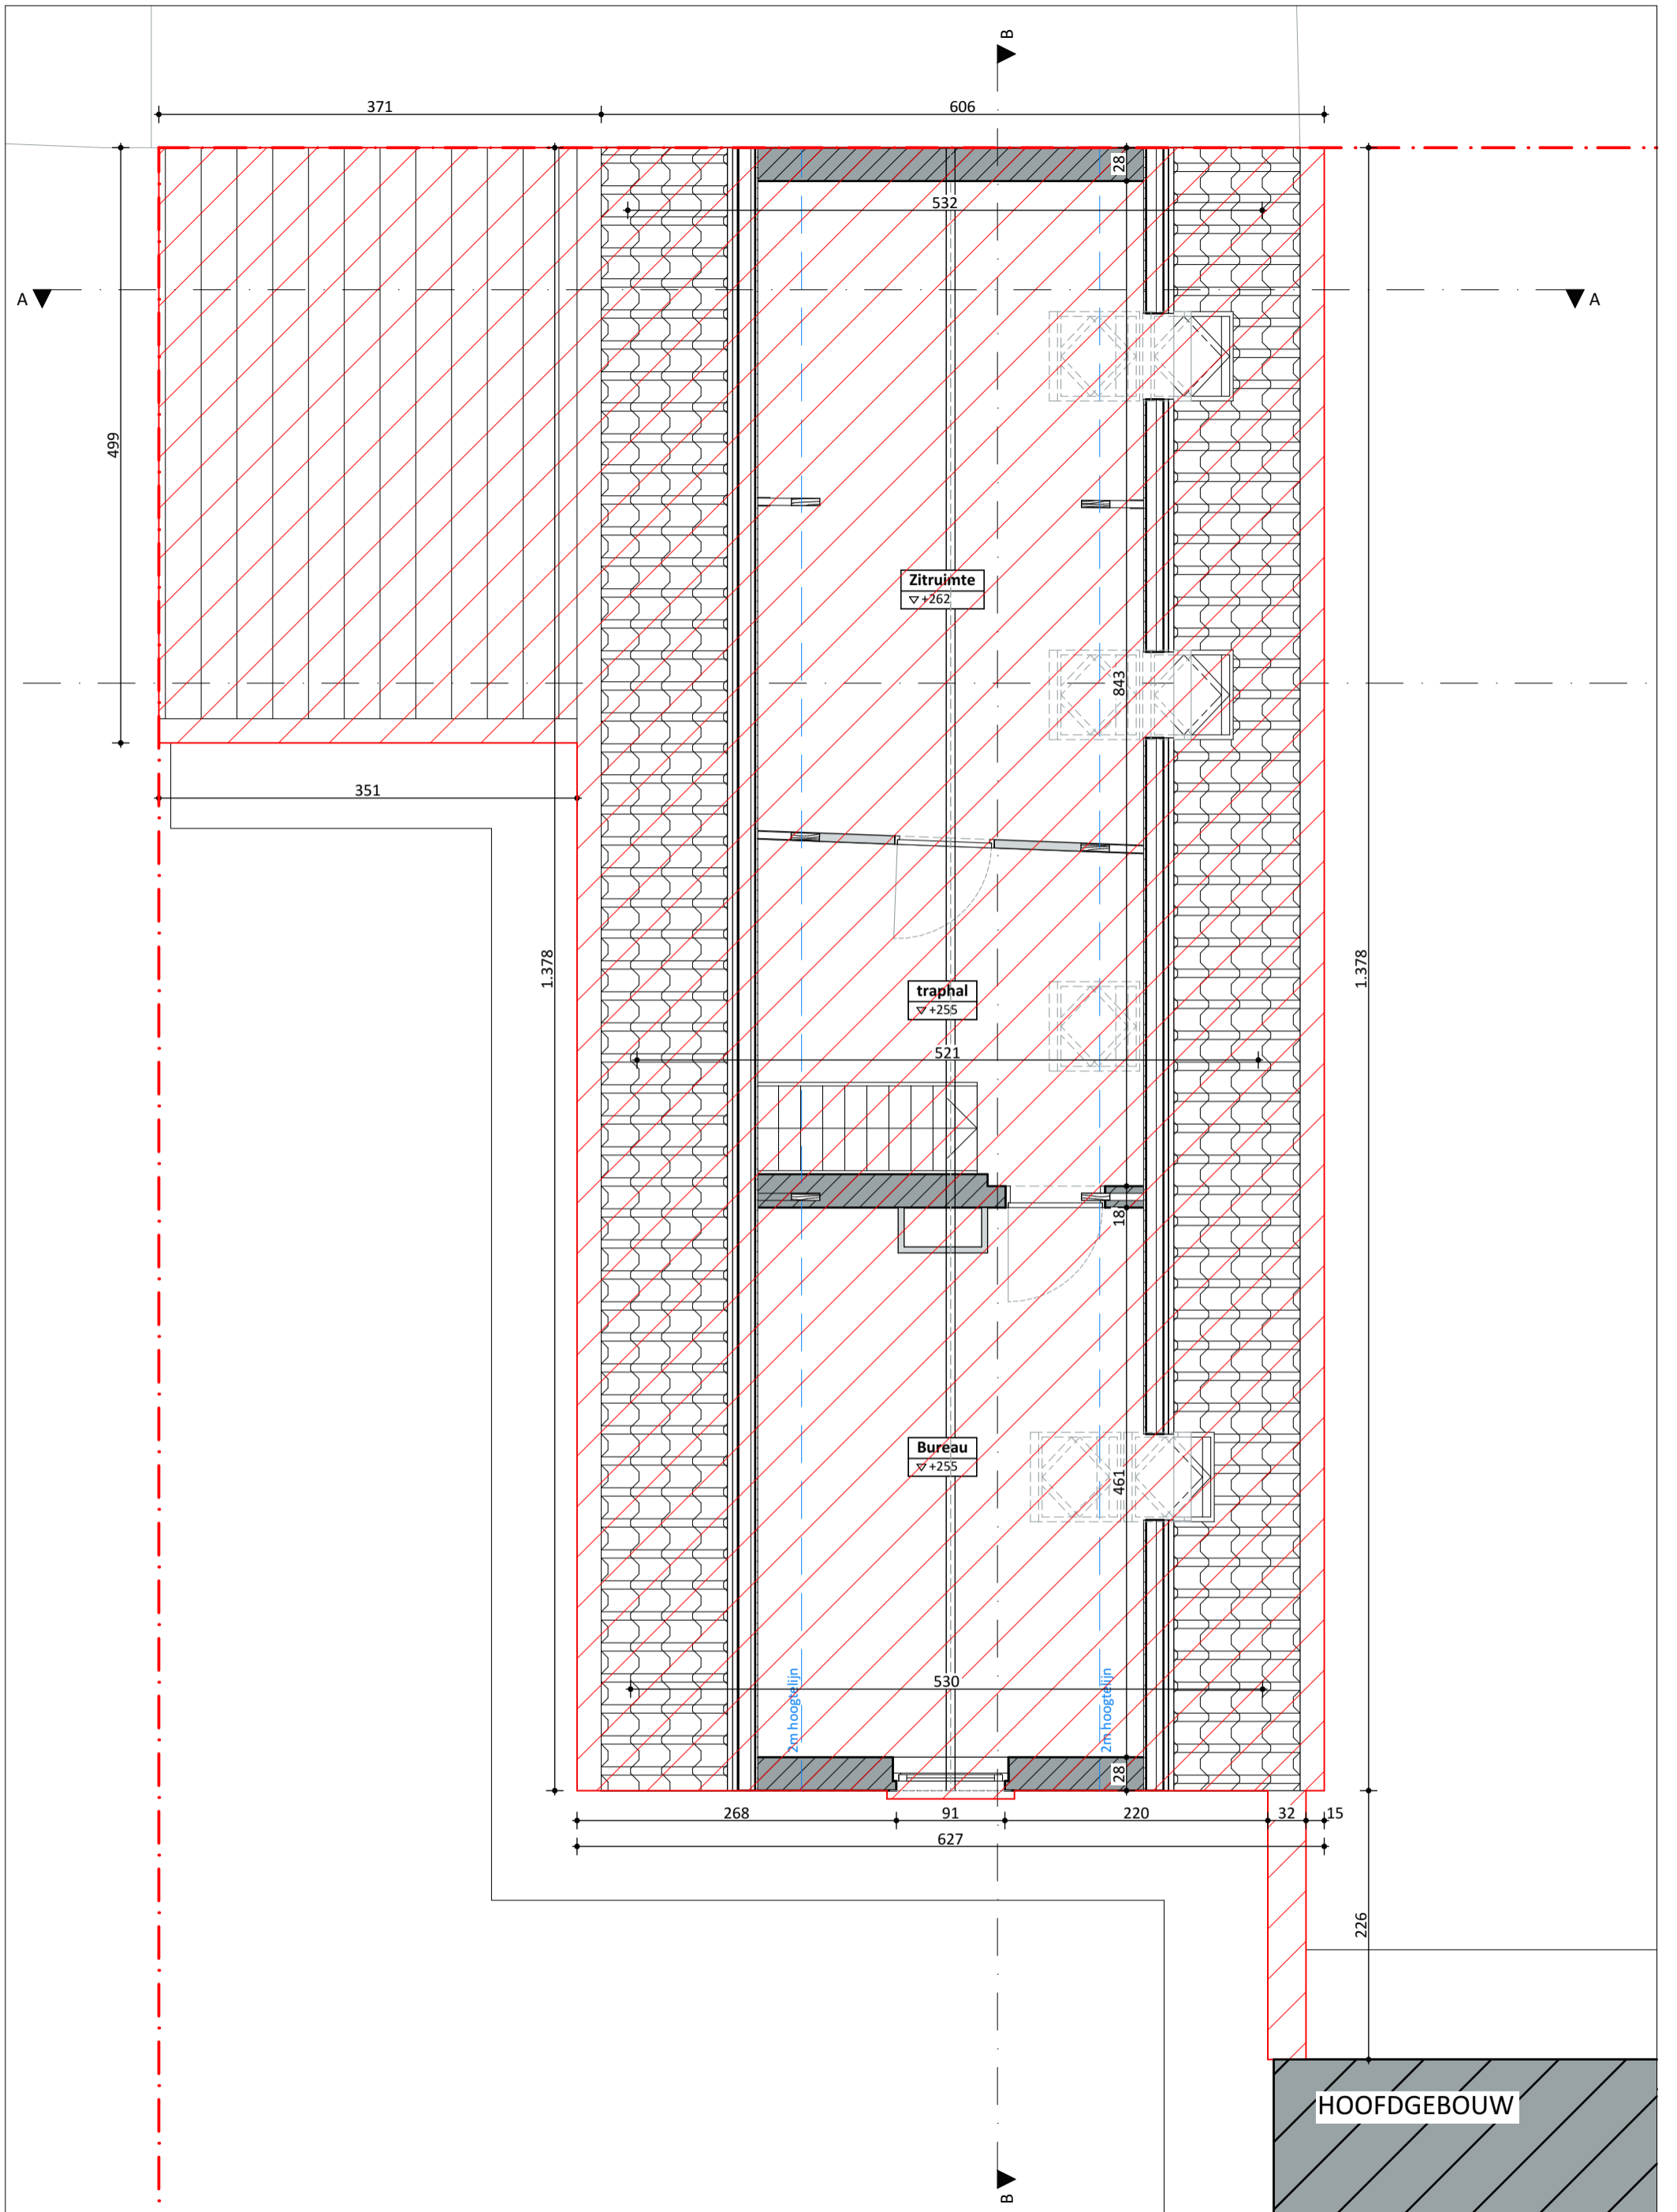 B
371
606
28
532
A
A
499
Zitruimte
+262
843
351
1.378
1.378
traphal
+255
521
18
Bureau
+255
461
2m hoogtelijn
2m hoogtelijn
530
28
268
91
220
32
15
627
226
HOOFDGEBOUW
B